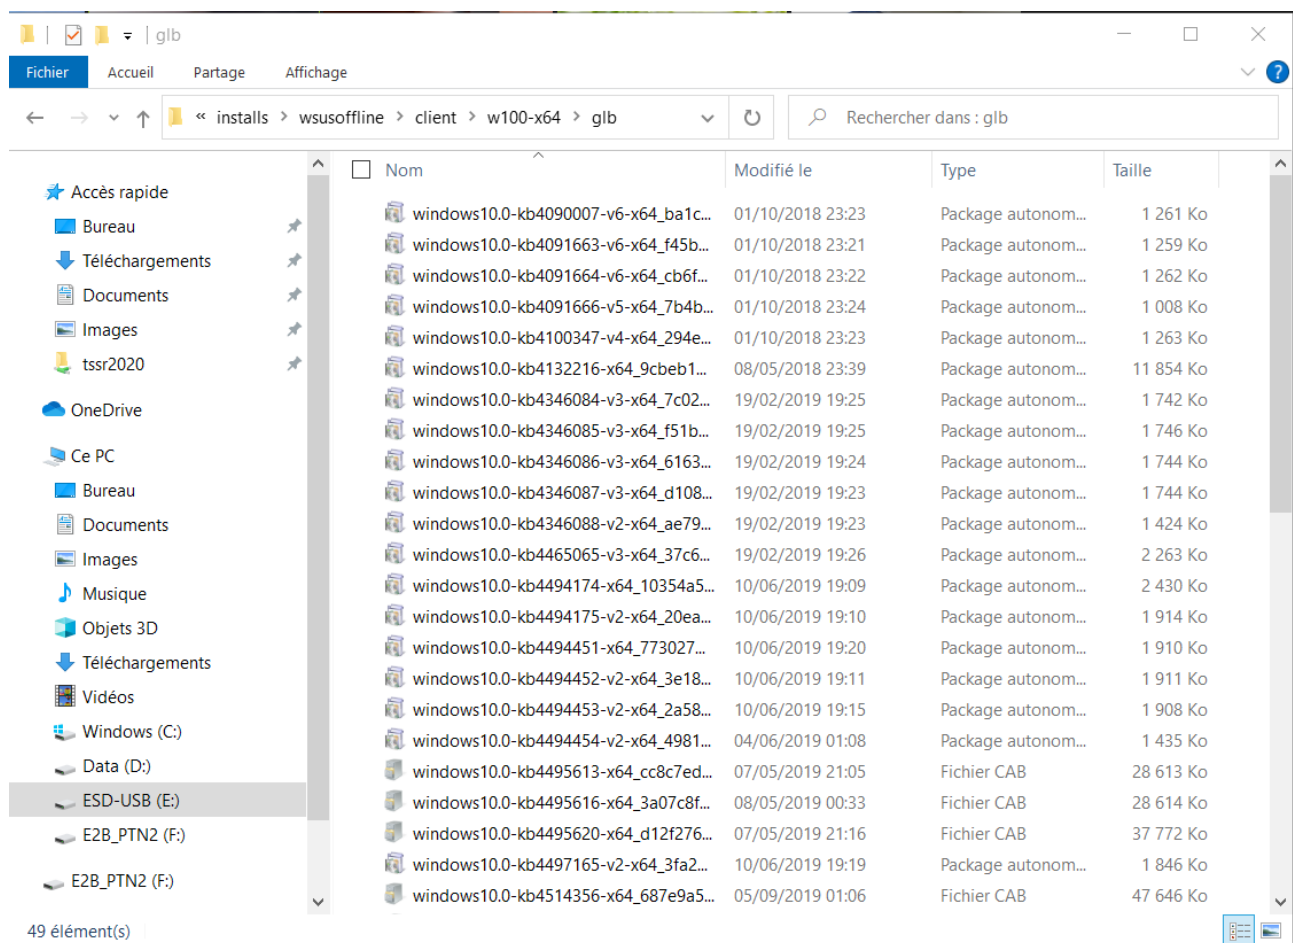 glb
Fichier Accueil Partage Affichage
« installs > wsusoffline > client > w100-x64 > glb Rechercher dans : glb
Nom Modifié le Type Taille
Accès rapide
Bureau
Téléchargements
Documents
Images
tssr2020
OneDrive
Ce PC
Bureau
Documents
Images
Musique
Objets 3D
Téléchargements
Vidéos
Windows (C:)
Data (D:)
ESD-USB (E:)
E2B_PTN2 (F:)
E2B_PTN2 (F:)
windows10.0-kb4090007-v6-x64_ba1c... 01/10/2018 23:23 Package autonom... 1 261 Ko
windows10.0-kb4091663-v6-x64_f45b... 01/10/2018 23:21 Package autonom... 1 259 Ko
windows10.0-kb4091664-v6-x64_cb6f... 01/10/2018 23:22 Package autonom... 1 262 Ko
windows10.0-kb4091666-v5-x64_7b4b... 01/10/2018 23:24 Package autonom... 1 008 Ko
windows10.0-kb4100347-v4-x64_294e... 01/10/2018 23:23 Package autonom... 1 263 Ko
windows10.0-kb4132216-x64_9cbeb1... 08/05/2018 23:39 Package autonom... 11 854 Ko
windows10.0-kb4346084-v3-x64_7c02... 19/02/2019 19:25 Package autonom... 1 742 Ko
windows10.0-kb4346085-v3-x64_f51b... 19/02/2019 19:25 Package autonom... 1 746 Ko
windows10.0-kb4346086-v3-x64_6163... 19/02/2019 19:24 Package autonom... 1 744 Ko
windows10.0-kb4346087-v3-x64_d108... 19/02/2019 19:23 Package autonom... 1 744 Ko
windows10.0-kb4346088-v2-x64_ae79... 19/02/2019 19:23 Package autonom... 1 424 Ko
windows10.0-kb4465065-v3-x64_37c6... 19/02/2019 19:26 Package autonom... 2 263 Ko
windows10.0-kb4494174-x64_10354a5... 10/06/2019 19:09 Package autonom... 2 430 Ko
windows10.0-kb4494175-v2-x64_20ea... 10/06/2019 19:10 Package autonom... 1 914 Ko
windows10.0-kb4494451-x64_773027... 10/06/2019 19:20 Package autonom... 1 910 Ko
windows10.0-kb4494452-v2-x64_3e18... 10/06/2019 19:11 Package autonom... 1 911 Ko
windows10.0-kb4494453-v2-x64_2a58... 10/06/2019 19:15 Package autonom... 1 908 Ko
windows10.0-kb4494454-v2-x64_4981... 04/06/2019 01:08 Package autonom... 1 435 Ko
windows10.0-kb4495613-x64_cc8c7ed... 07/05/2019 21:05 Fichier CAB 28 613 Ko
windows10.0-kb4495616-x64_3a07c8f... 08/05/2019 00:33 Fichier CAB 28 614 Ko
windows10.0-kb4495620-x64_d12f276... 07/05/2019 21:16 Fichier CAB 37 772 Ko
windows10.0-kb4497165-v2-x64_3fa2... 10/06/2019 19:19 Package autonom... 1 846 Ko
windows10.0-kb4514356-x64_687e9a5... 05/09/2019 01:06 Fichier CAB 47 646 Ko
49 élément(s)